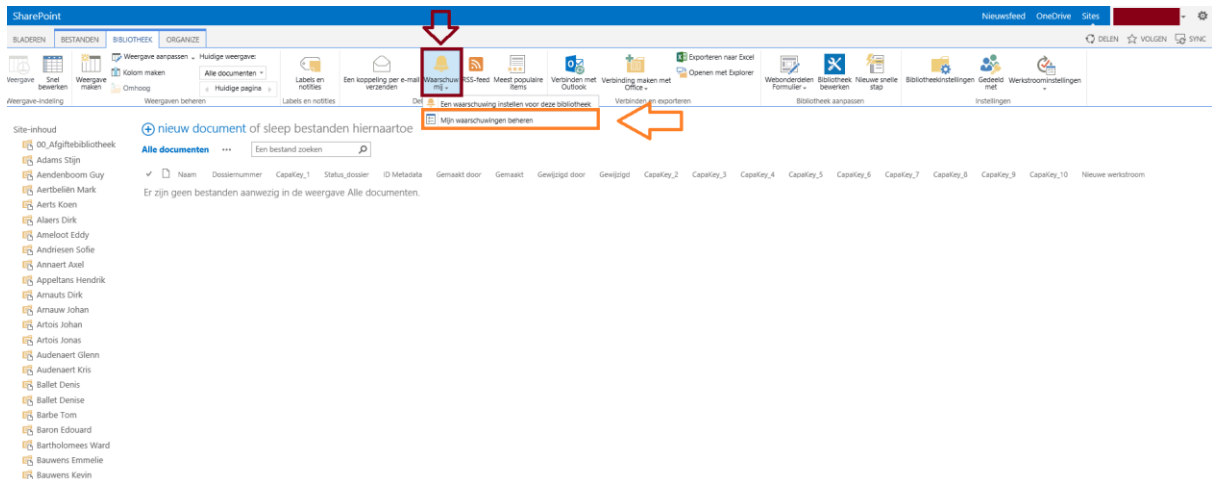 SharePoint
Nieuwsfeed OneDrive Sites
BLADEREN BESTANDEN BIBLIOTHEEK ORGANIZE
DELEN VOLGEN SYNC
Weergave
Snel bewerken
Weergave maken
Weergave aanpassen
Kolom maken
Omhoog
Huidige weergave:
Alle documenten
Huidige pagina
Labels en notities
Een koppeling per e-mail verzenden
Waarschuw mij
RSS-feed
Meest populaire items
Verbinden met Outlook
Verbinding maken met Office
Exporteren naar Excel
Openen met Explorer
Webonderdelen Formulier
Bibliotheek bewerken
Nieuwe snelle stap
Bibliotheekinstellingen
Gedeeld met
Werkstroominstellingen
Weergave-indeling
Weergaven beheren
Labels en notities
Del
Verbinden en exporteren
Bibliotheek aanpassen
Instellingen
Een waarschuwing instellen voor deze bibliotheek
Mijn waarschuwingen beheren
Site-inhoud
00_Afgiftebibliotheek
Adams Stijn
Aendenboom Guy
Aertbeliën Mark
Aerts Koen
Alaers Dirk
Ameloot Eddy
Andriesen Sofie
Annaert Axel
Appeltans Hendrik
Arnauts Dirk
Arnauw Johan
Artois Johan
Artois Jonas
Audenaert Glenn
Audenaert Kris
Ballet Denis
Ballet Denise
Barbe Tom
Baron Edouard
Bartholomees Ward
Bauwens Emmelie
Bauwens Kevin
nieuw document of sleep bestanden hiernaartoe
Alle documenten ••• Een bestand zoeken
Naam Dossiernummer CapaKey_1 Status_dossier ID Metadata Gemaakt door Gemaakt Gewijzigd door Gewijzigd CapaKey_2 CapaKey_3 CapaKey_4 CapaKey_5 CapaKey_6 CapaKey_7 CapaKey_8 CapaKey_9 CapaKey_10 Nieuwe werkstroom
Er zijn geen bestanden aanwezig in de weergave Alle documenten.